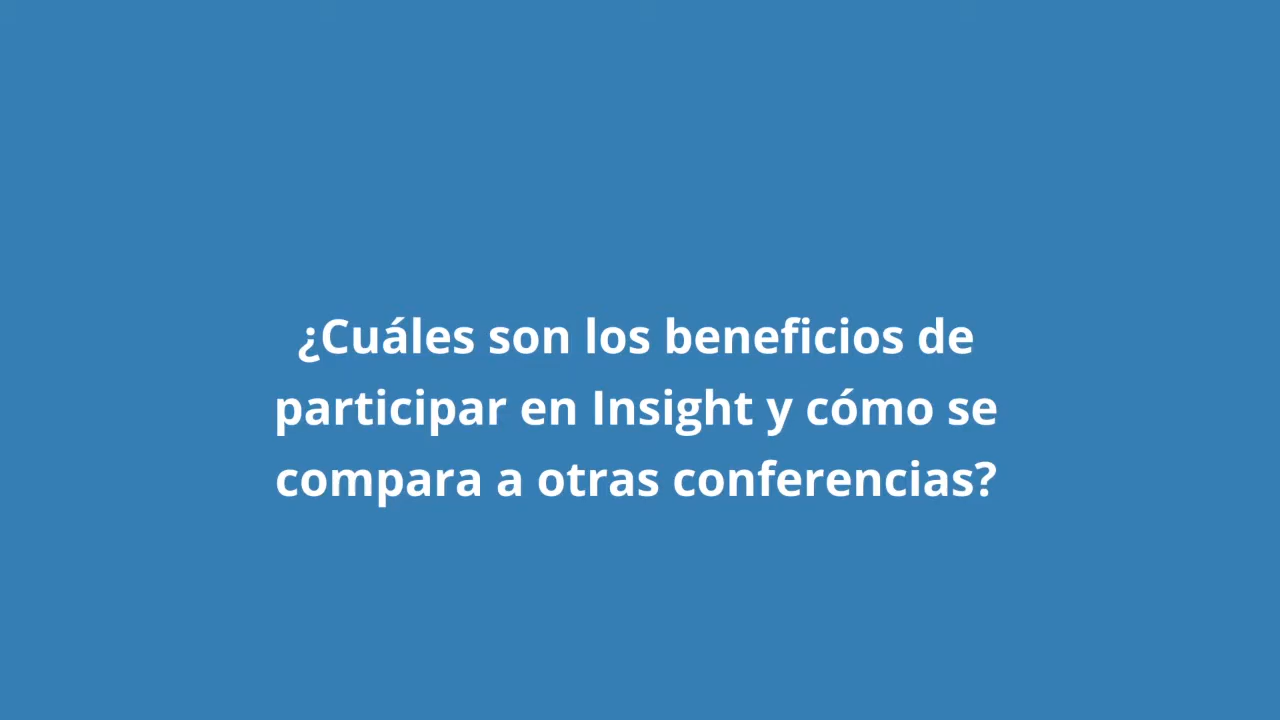 ¿Cuáles son los beneficios de
participar en Insight y cómo se
compara a otras conferencias?